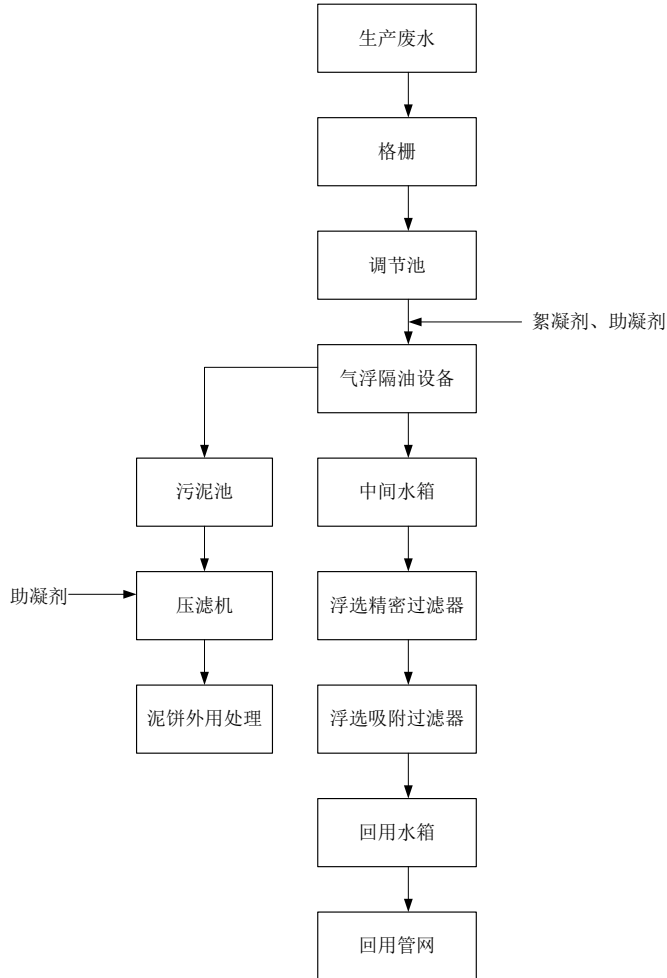 生产废水
格栅
调节池
絮凝剂、助凝剂
气浮隔油设备
污泥池
中间水箱
助凝剂
压滤机
浮选精密过滤器
泥饼外用处理
浮选吸附过滤器
回用水箱
回用管网